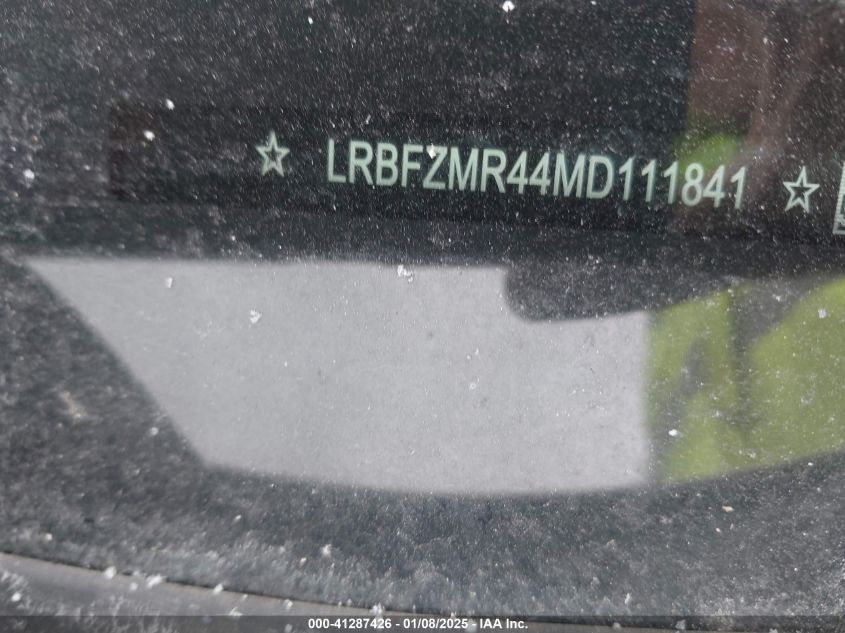 ☆ LRBFZMR44MD111841 ☆
000-41287426 - 01/08/2025 - IAA Inc.